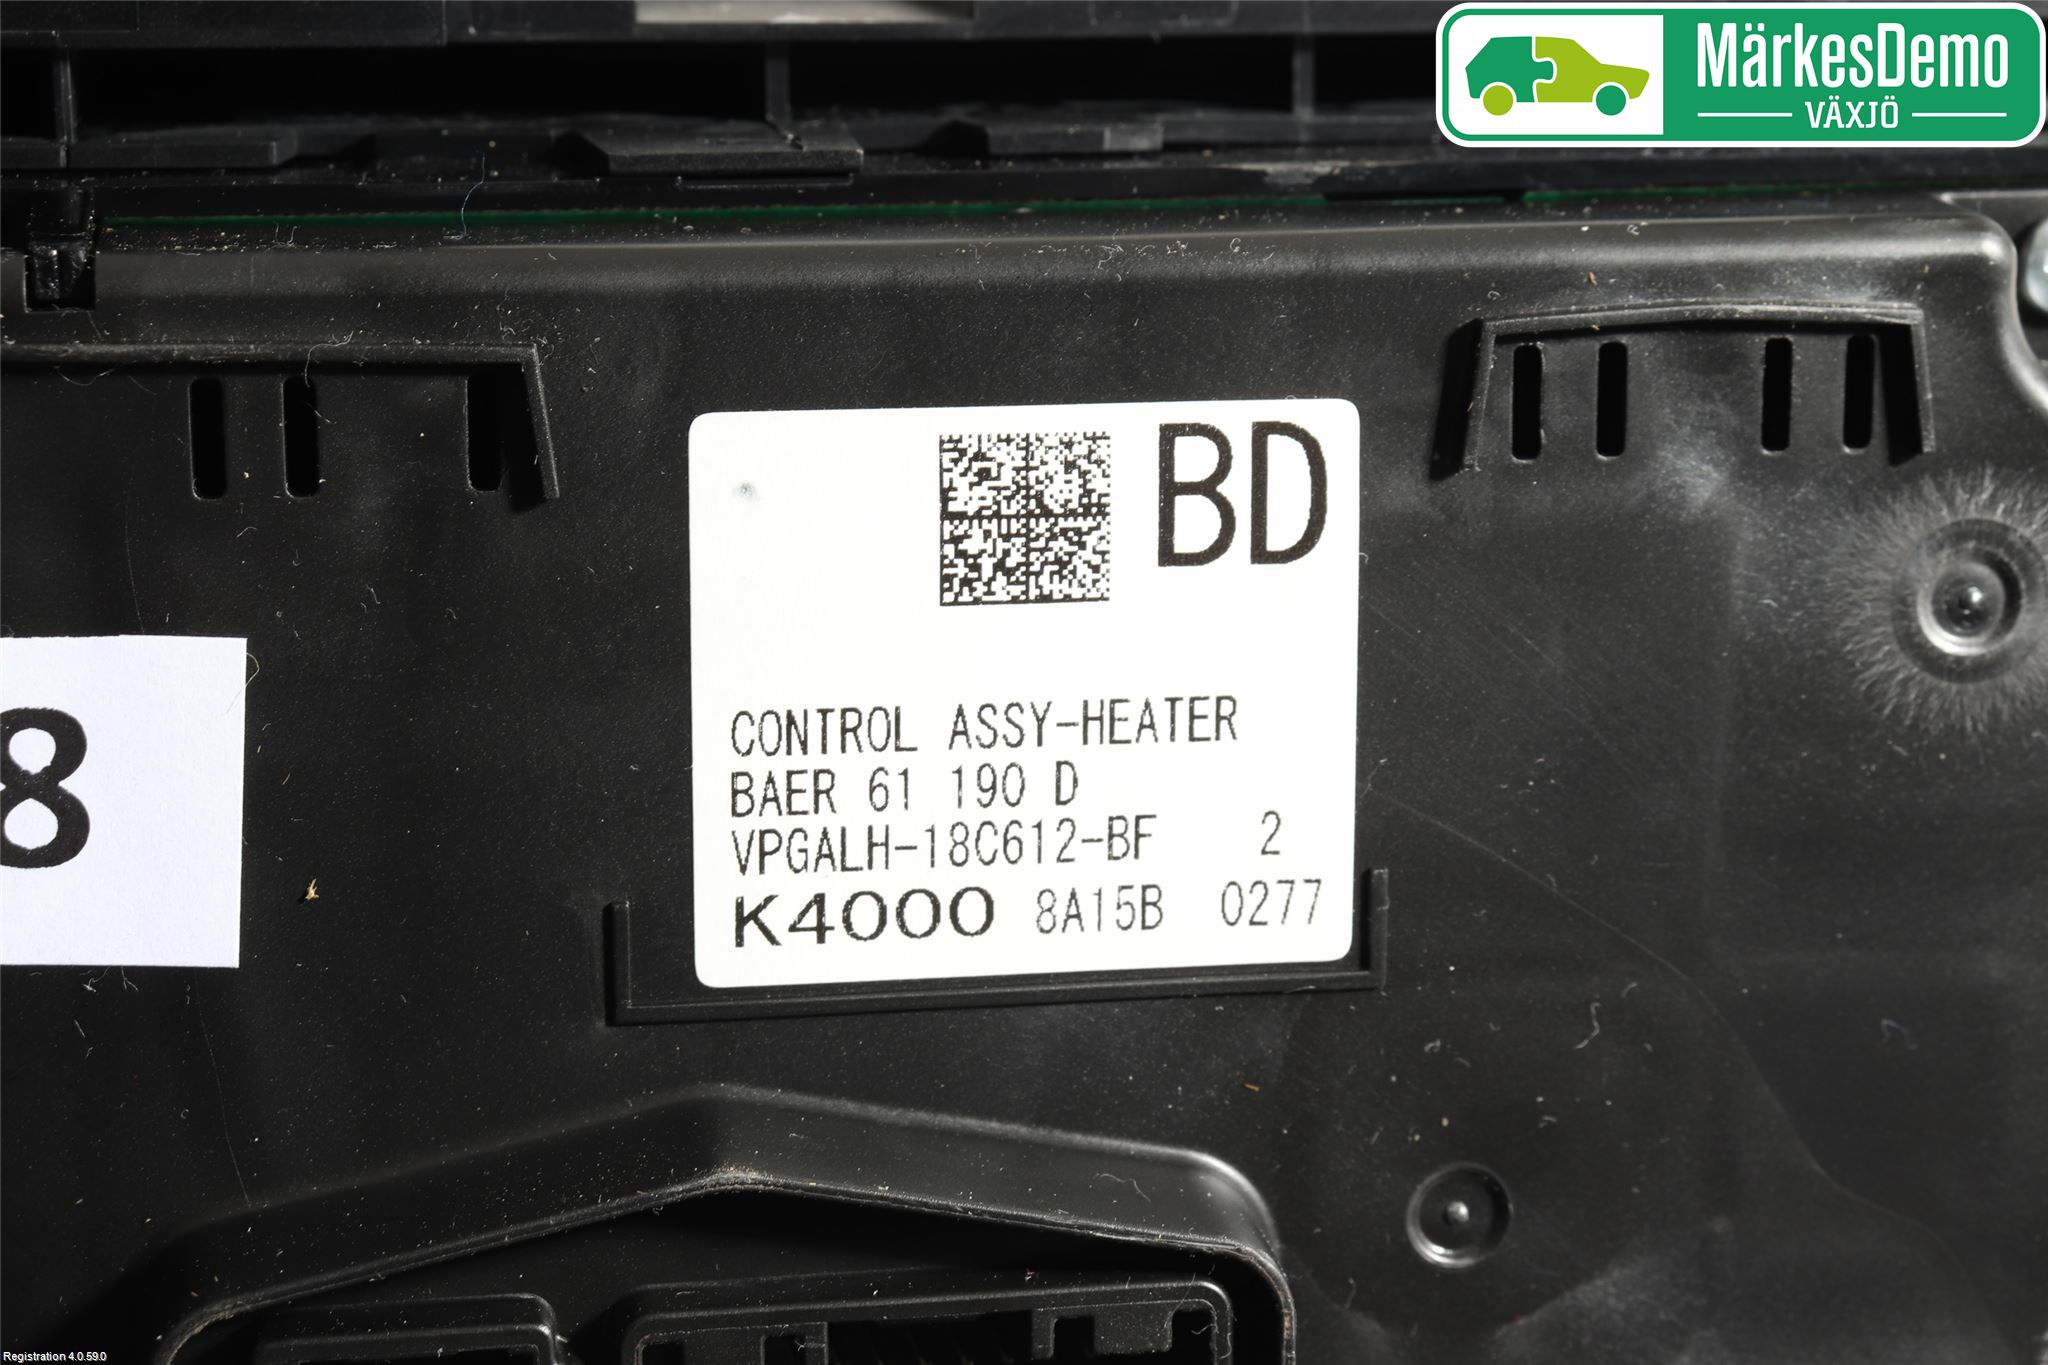 MärkesDemo
VÄXJÖ
BD
8
CONTROL ASSY-HEATER
BAER 61 190 D
VPGALH-18C612-BF 2
K4000 8A15B 0277
Registration 4.0.59.0